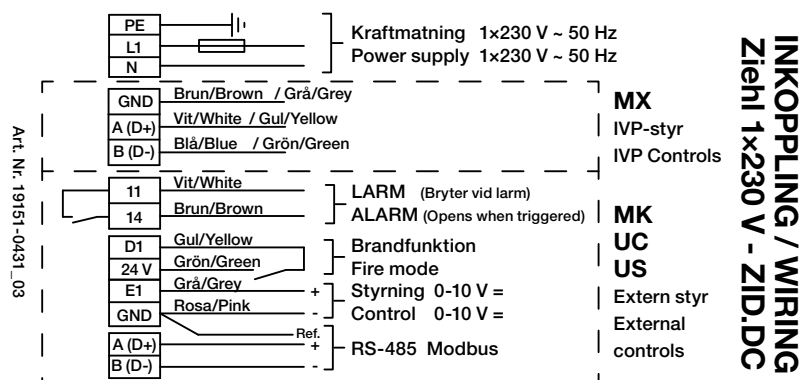 INKOPPLING / WIRING
Ziehl 1×230 V - ZID.DC
PE
L1
N
Kraftmatning 1×230 V ~ 50 Hz
Power supply 1×230 V ~ 50 Hz
GND Brun/Brown / Grå/Grey
A (D+) Vit/White / Gul/Yellow
B (D-) Blå/Blue / Grön/Green
MX
IVP-styr
IVP Controls
11 Vit/White
14 Brun/Brown
LARM (Bryter vid larm)
ALARM (Opens when triggered)
D1 Gul/Yellow
24 V Grön/Green
Brandfunktion
Fire mode
E1 Grå/Grey +
GND Rosa/Pink -
Styrning 0-10 V =
Control 0-10 V =
Ref.
A (D+) +
B (D-) -
RS-485 Modbus
MK
UC
US
Extern styr
External
controls
Art. Nr. 19151-0431_03